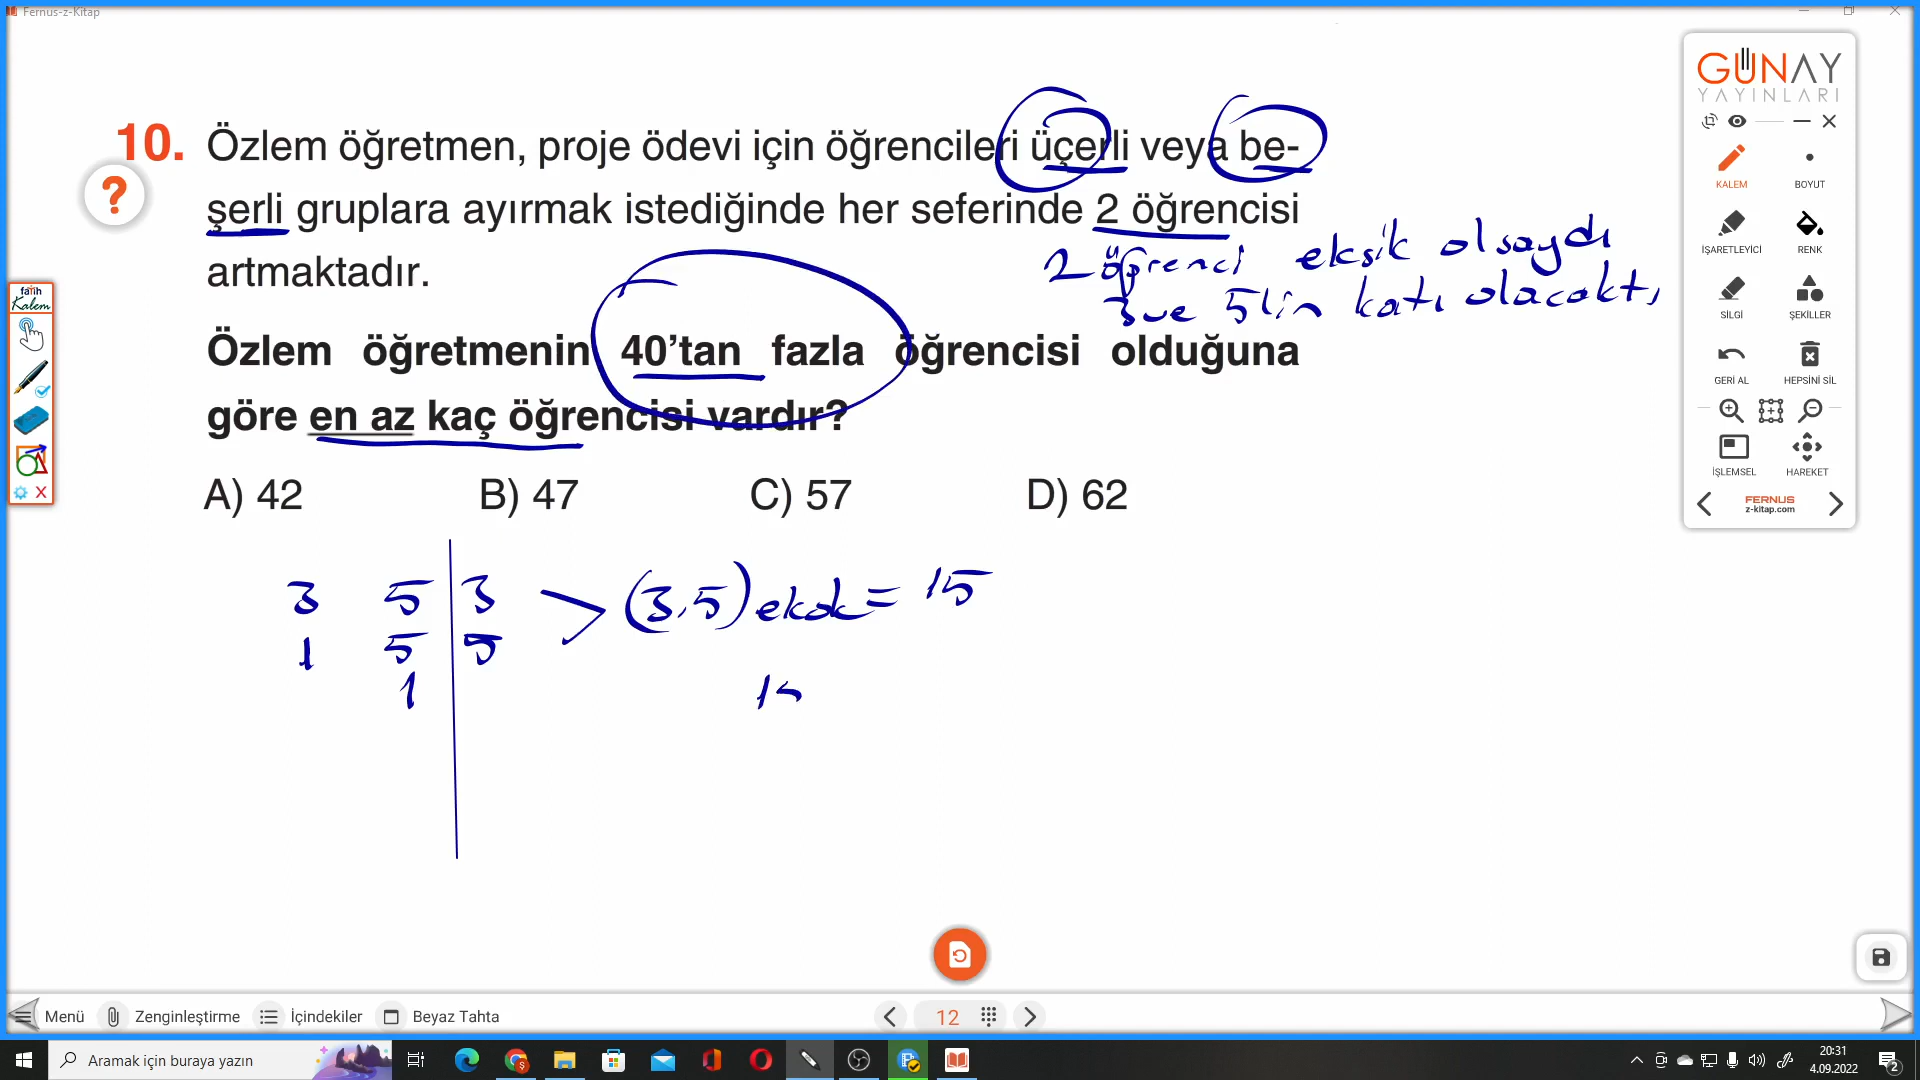 Fernus-z-Kitap
GÜNAY
YAYINLARI
10. Özlem öğretmen, proje ödevi için öğrencileri üçerli veya be-
? şerli gruplara ayırmak istediğinde her seferinde 2 öğrencisi
artmaktadır.
2 öğrenci eksik olsaydı
3 ve 5'in katı olacaktı
Özlem öğretmenin 40'tan fazla öğrencisi olduğuna
göre en az kaç öğrencisi vardır?
A) 42 B) 47 C) 57 D) 62
3 5 3 > (3,5)ekok = 15
1 5 5
1 15
fatih
Kalem
KALEM BOYUT
İŞARETLEYİCİ RENK
SİLGİ ŞEKİLLER
GERİ AL HEPSİNİ SİL
İŞLEMSEL HAREKET
FERNUS
z-kitap.com
Menü Zenginleştirme İçindekiler Beyaz Tahta 12
Aramak için buraya yazın
20:31
4.09.2022
2